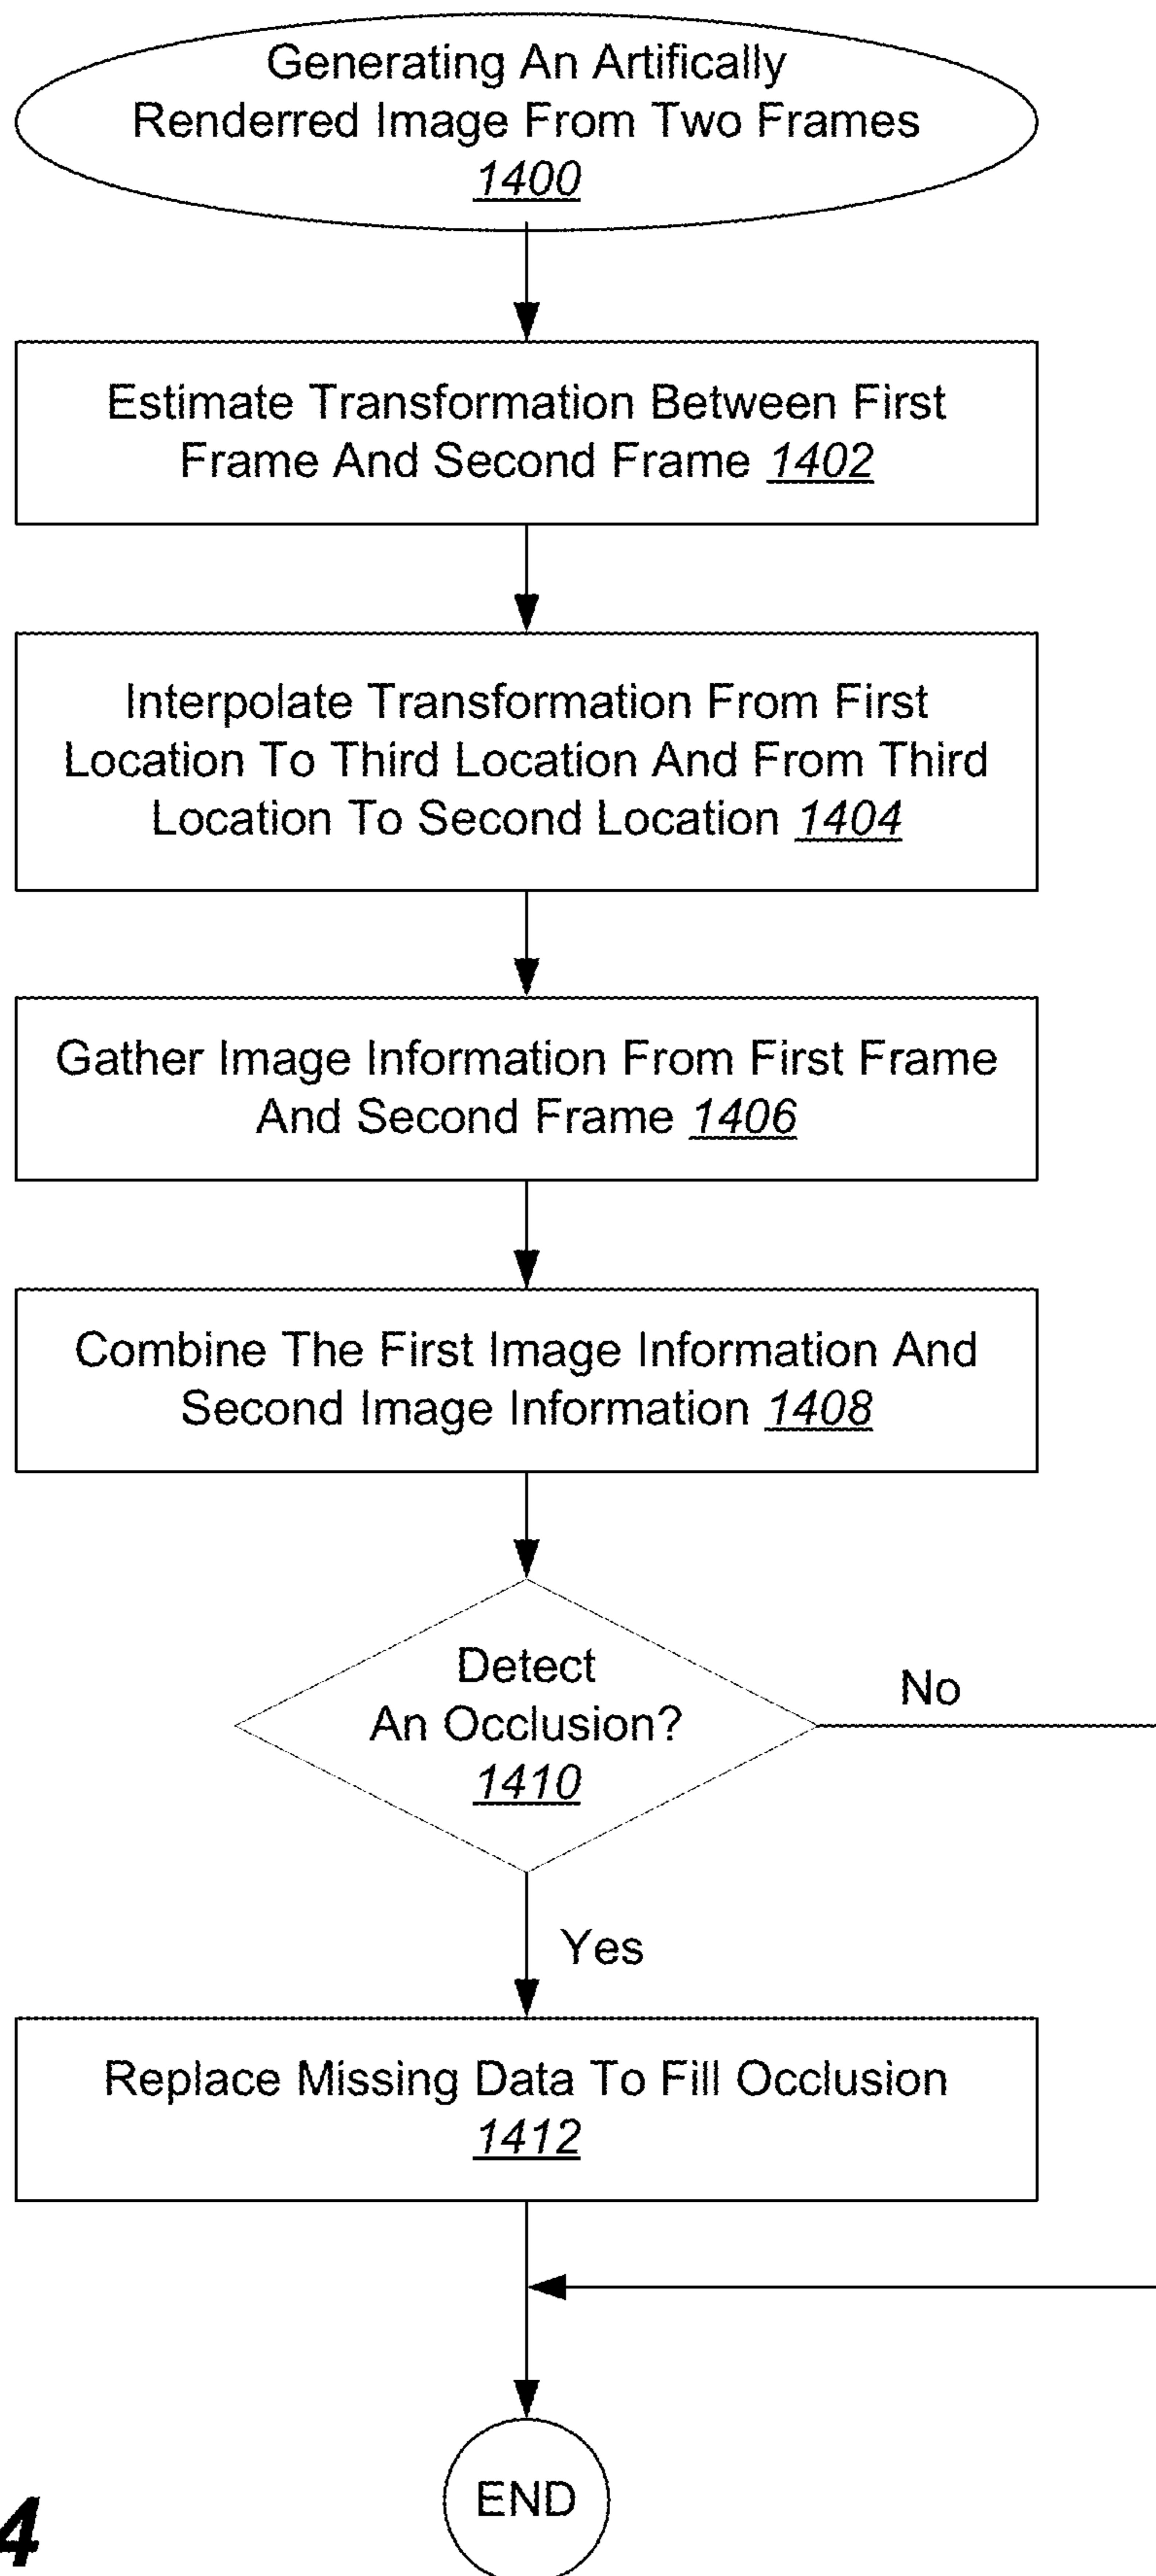 Generating An Artifically
Renderred Image From Two Frames
1400
Estimate Transformation Between First
Frame And Second Frame 1402
Interpolate Transformation From First
Location To Third Location And From Third
Location To Second Location 1404
Gather Image Information From First Frame
And Second Frame 1406
Combine The First Image Information And
Second Image Information 1408
Detect
An Occlusion?
1410
No
Yes
Replace Missing Data To Fill Occlusion
1412
END
4